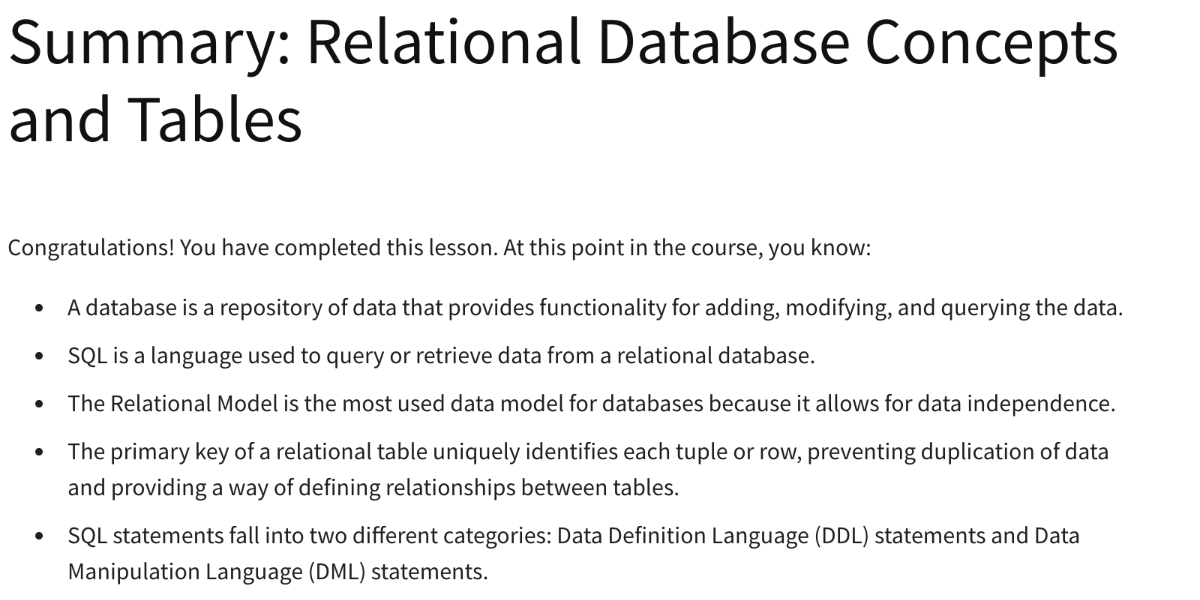 Summary: Relational Database Concepts
and Tables
Congratulations! You have completed this lesson. At this point in the course, you know:
• A database is a repository of data that provides functionality for adding, modifying, and querying the data.
• SQL is a language used to query or retrieve data from a relational database.
• The Relational Model is the most used data model for databases because it allows for data independence.
• The primary key of a relational table uniquely identifies each tuple or row, preventing duplication of data
and providing a way of defining relationships between tables.
• SQL statements fall into two different categories: Data Definition Language (DDL) statements and Data
Manipulation Language (DML) statements.